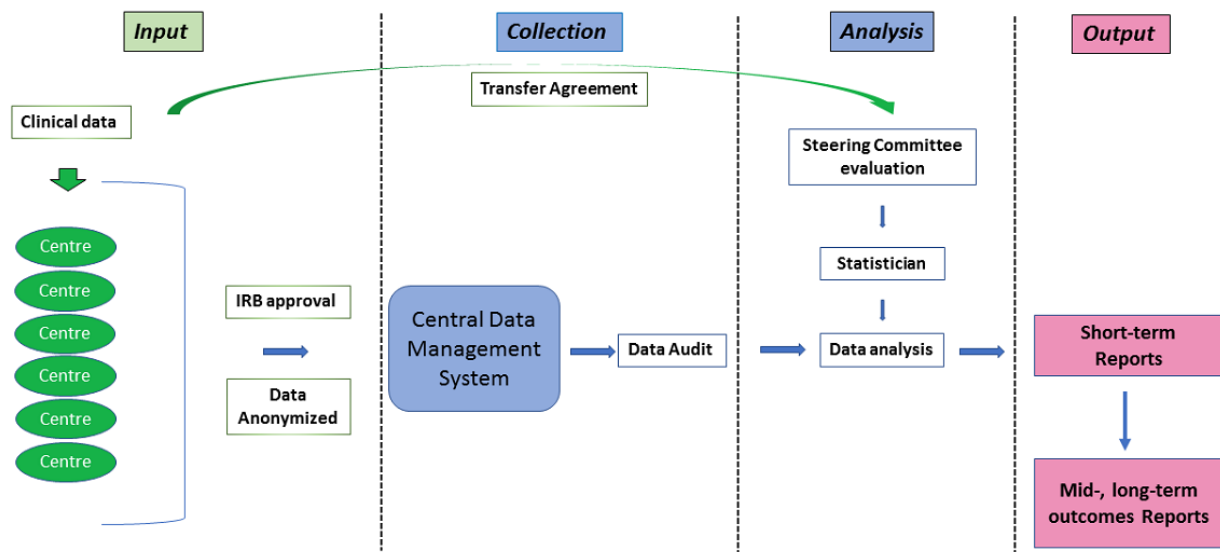 Input
Collection
Analysis
Output
Transfer Agreement
Clinical data
Steering Committee
evaluation
Centre
Centre
Centre
Centre
Centre
Centre
IRB approval
Data
Anonymized
Central Data
Management
System
Data Audit
Statistician
Data analysis
Short-term
Reports
Mid-, long-term
outcomes Reports